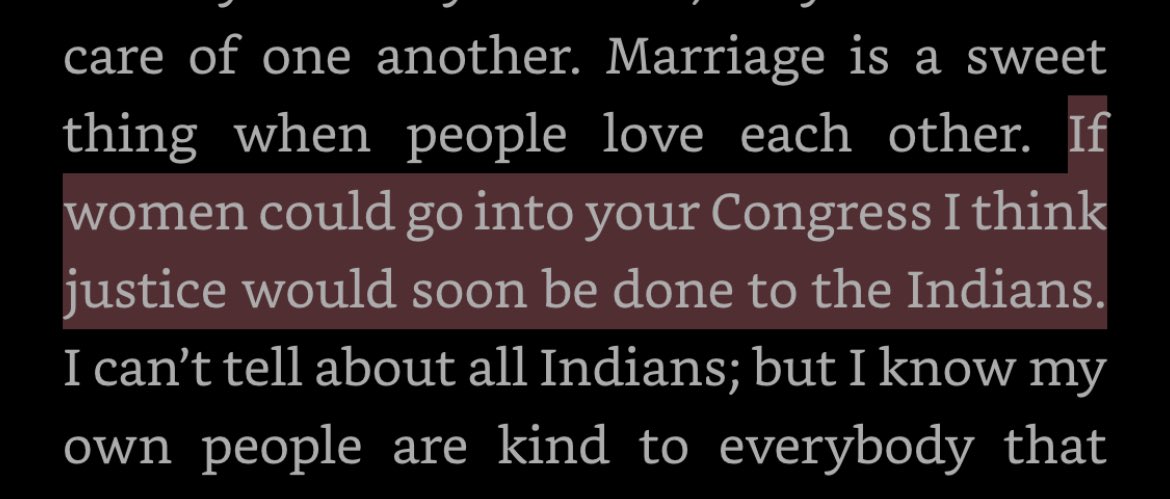 care of one another. Marriage is a sweet
thing when people love each other. If
women could go into your Congress I think
justice would soon be done to the Indians.
I can’t tell about all Indians; but I know my
own people are kind to everybody that